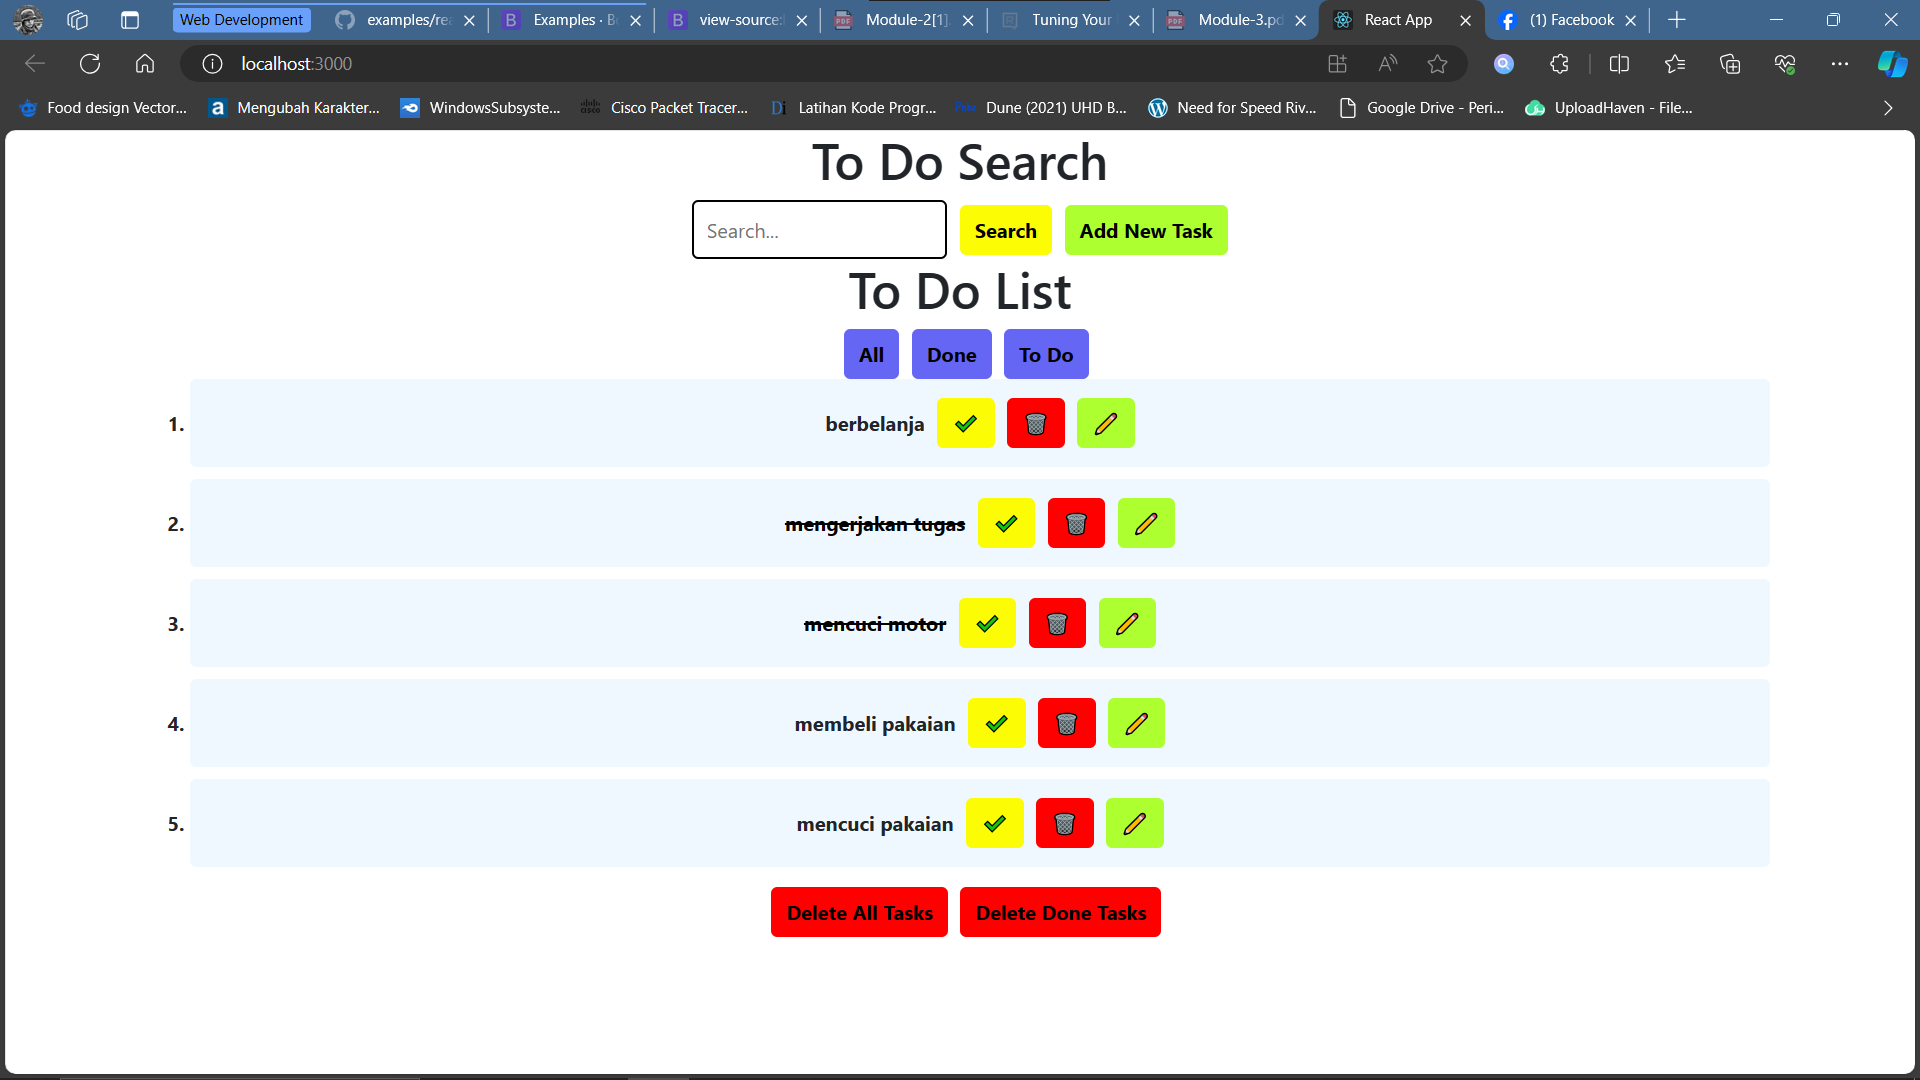 Web Development
examples/re
Examples · B
view-source:
Module-2[1]
Tuning Your
Module-3.pd
React App
(1) Facebook
localhost:3000
Food design Vector...
Mengubah Karakter...
WindowsSubsyste...
Cisco Packet Tracer...
Latihan Kode Progr...
Dune (2021) UHD B...
Need for Speed Riv...
Google Drive - Peri...
UploadHaven - File...
To Do Search
Search...
Search
Add New Task
To Do List
All
Done
To Do
1. berbelanja
2. mengerjakan tugas
3. mencuci motor
4. membeli pakaian
5. mencuci pakaian
Delete All Tasks
Delete Done Tasks